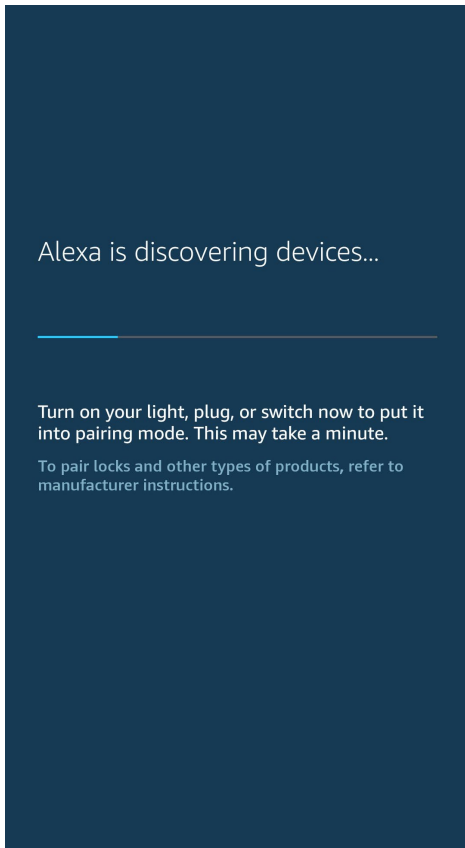 Alexa is discovering devices...
Turn on your light, plug, or switch now to put it
into pairing mode. This may take a minute.
To pair locks and other types of products, refer to
manufacturer instructions.